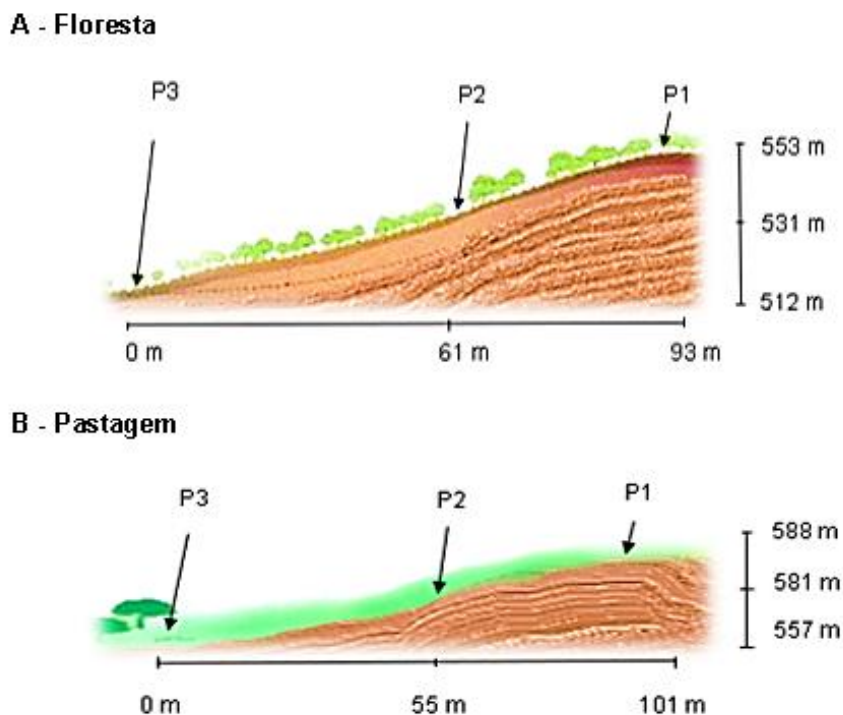 A - Floresta
P3 P2 P1
553 m
531 m
512 m
0 m 61 m 93 m
B - Pastagem
P3 P2 P1
588 m
581 m
557 m
0 m 55 m 101 m